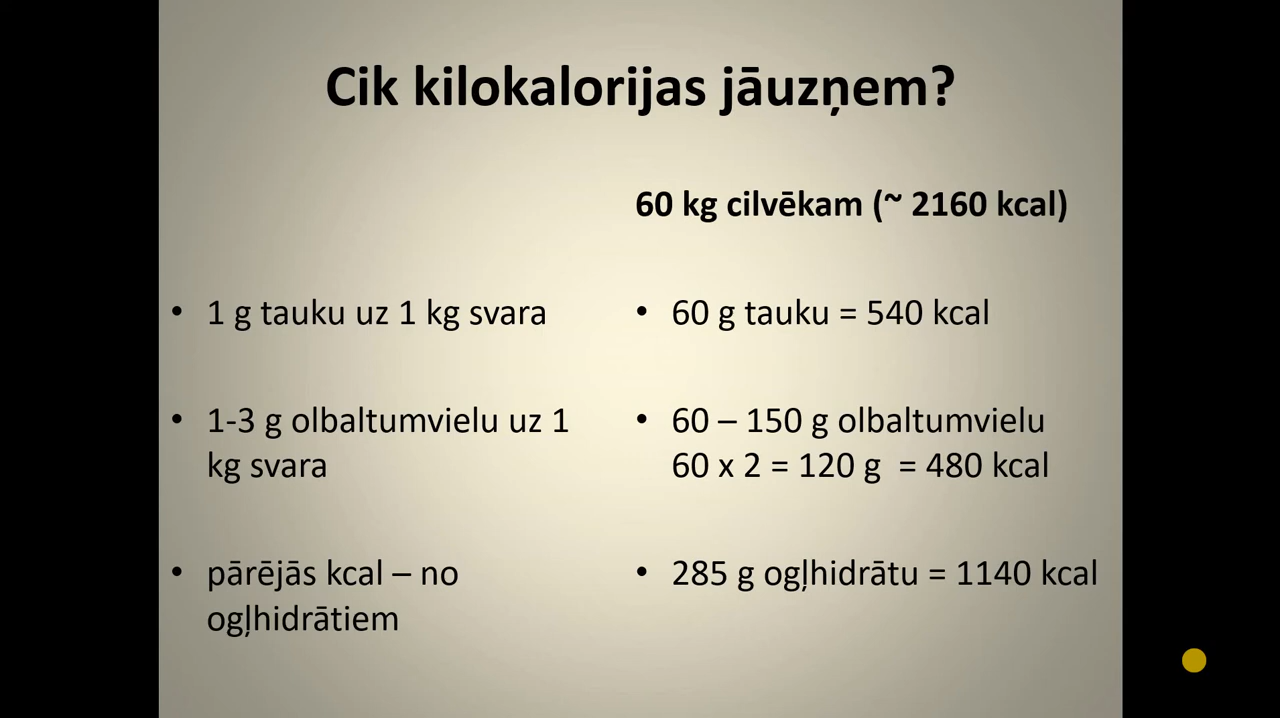 Cik kilokalorijas jāuzņem?
60 kg cilvēkam (~ 2160 kcal)
• 1 g tauku uz 1 kg svara
• 1-3 g olbaltumvielu uz 1
kg svara
• pārējās kcal – no
ogļhidrātiem
• 60 g tauku = 540 kcal
• 60 – 150 g olbaltumvielu
60 x 2 = 120 g  = 480 kcal
• 285 g ogļhidrātu = 1140 kcal